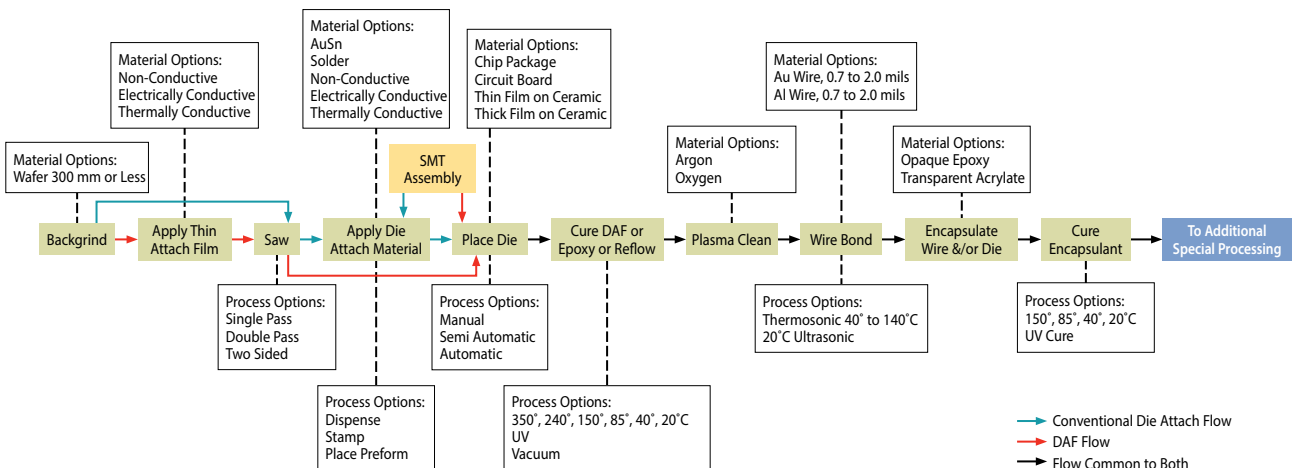 Material Options:
Wafer 300 mm or Less
Material Options:
Non-Conductive
Electrically Conductive
Thermally Conductive
Material Options:
AuSn
Solder
Non-Conductive
Electrically Conductive
Thermally Conductive
Material Options:
Chip Package
Circuit Board
Thin Film on Ceramic
Thick Film on Ceramic
Material Options:
Argon
Oxygen
Material Options:
Au Wire, 0.7 to 2.0 mils
Al Wire, 0.7 to 2.0 mils
Material Options:
Opaque Epoxy
Transparent Acrylate
SMT
Assembly
Backgrind
Apply Thin
Attach Film
Saw
Apply Die
Attach Material
Place Die
Cure DAF or
Epoxy or Reflow
Plasma Clean
Wire Bond
Encapsulate
Wire &/or Die
Cure
Encapsulant
To Additional
Special Processing
Process Options:
Single Pass
Double Pass
Two Sided
Process Options:
Dispense
Stamp
Place Preform
Process Options:
Manual
Semi Automatic
Automatic
Process Options:
350˚, 240˚, 150˚, 85˚, 40˚, 20˚C
UV
Vacuum
Process Options:
Thermosonic 40˚ to 140˚C
20˚C Ultrasonic
Process Options:
150˚, 85˚, 40˚, 20˚C
UV Cure
Conventional Die Attach Flow
DAF Flow
Flow Common to Both